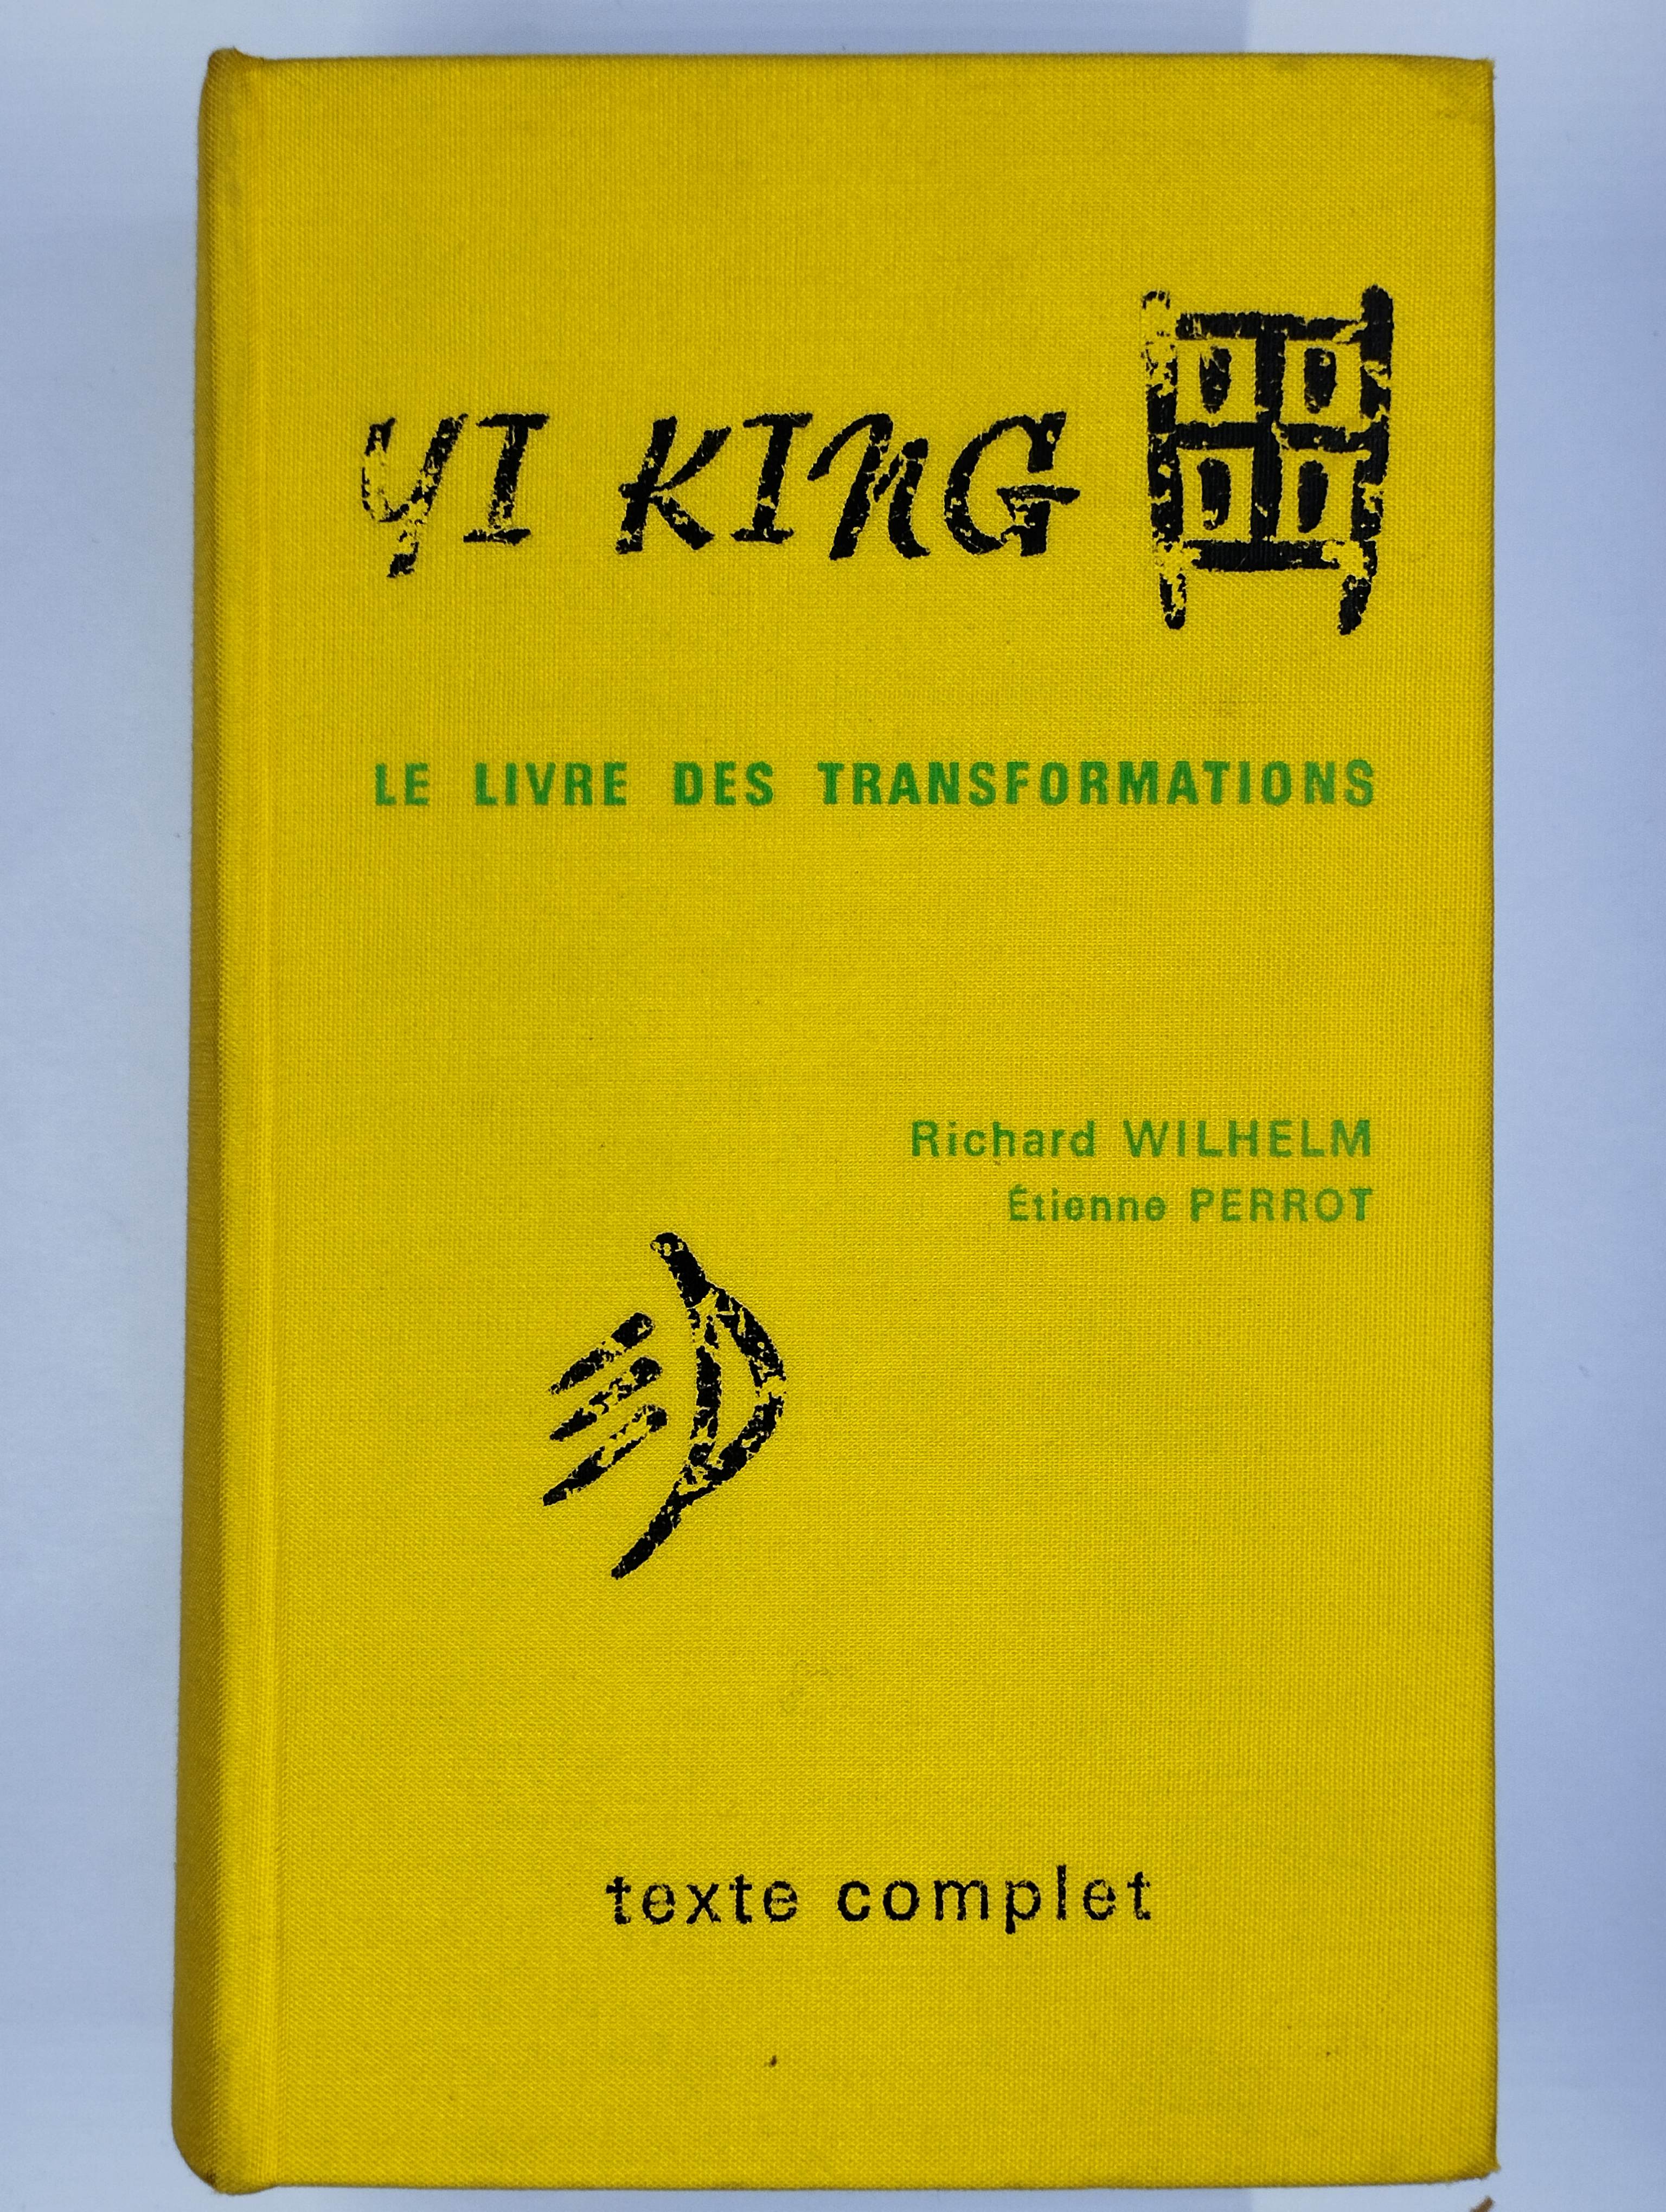 YI KING
LE LIVRE DES TRANSFORMATIONS
Richard WILHELM
Étienne PERROT
texte complet